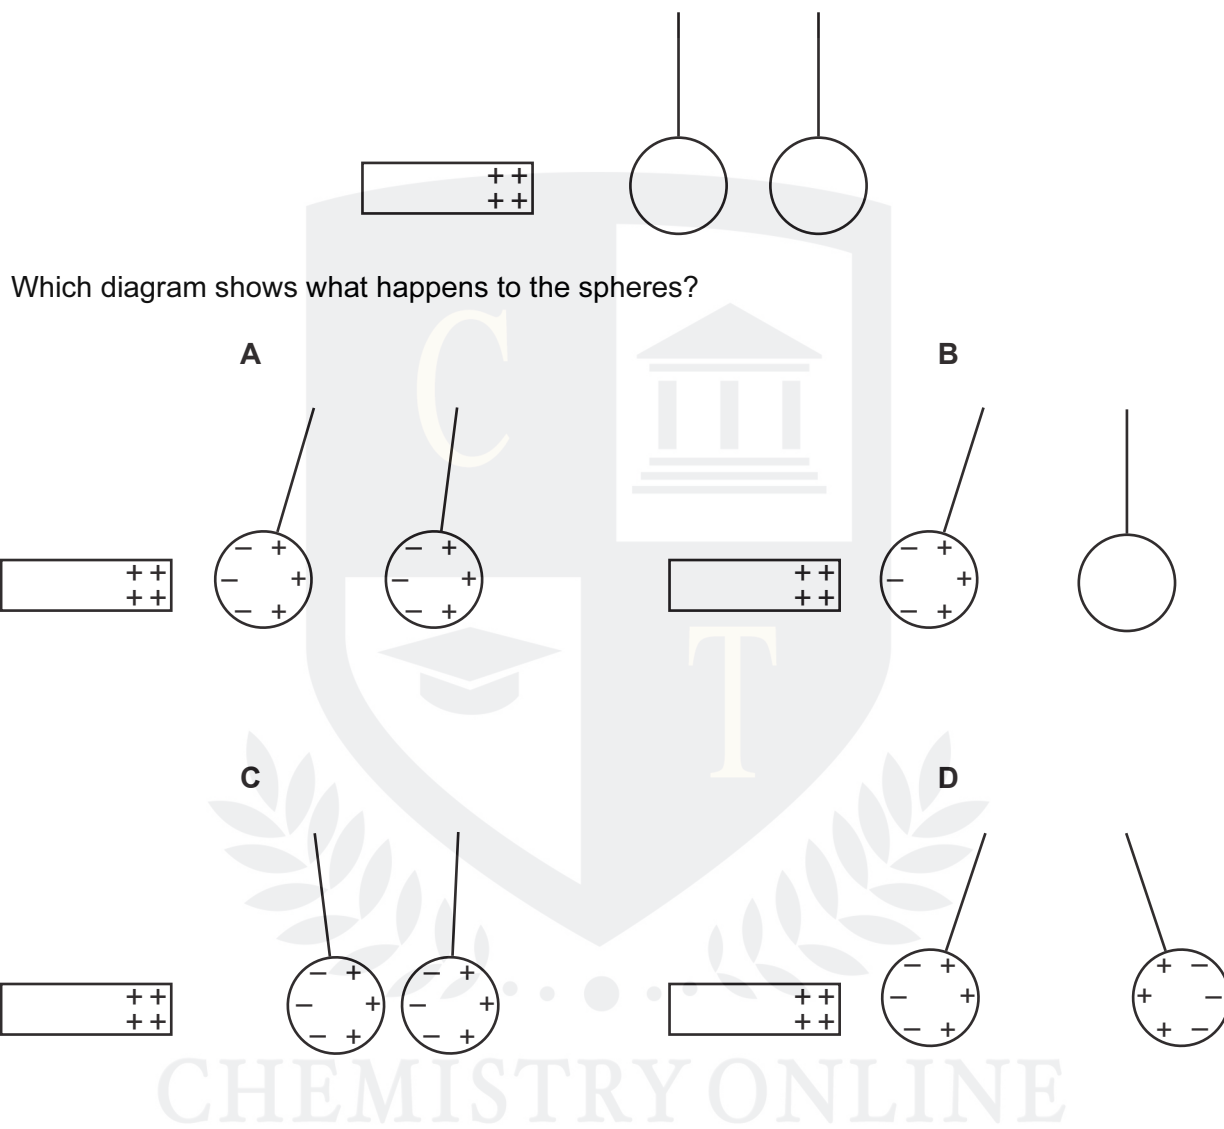 + +
+ +
Which diagram shows what happens to the spheres?
A B
– + – + – +
+ + – + – + + + – +
+ + – + – + + + – +
C D
– + – + – + + –
+ + – + – + + + – + + –
+ + – + – + + + – + + –
C
T
CHEMISTRY ONLINE